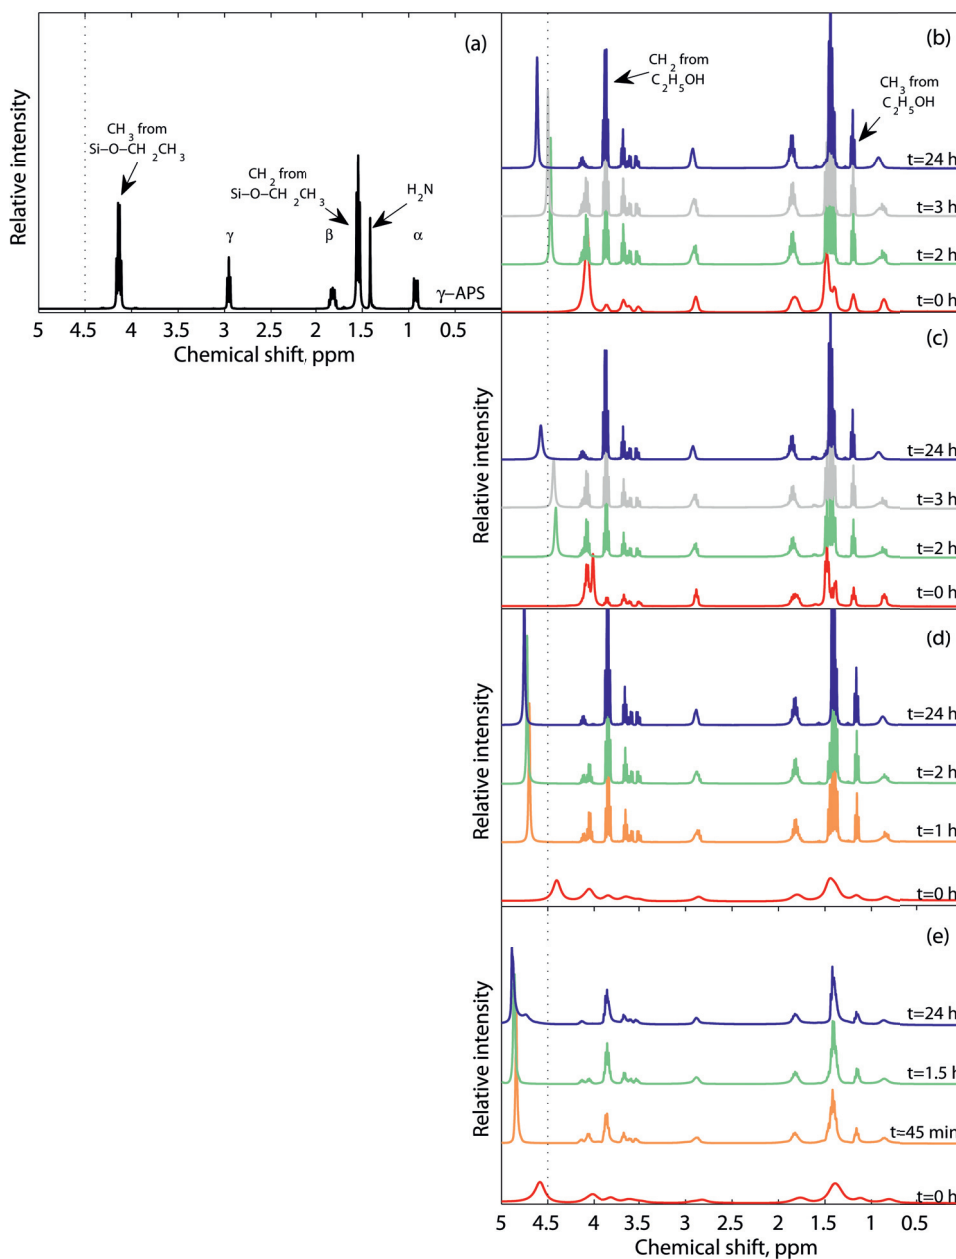 Relative intensity
(a)
CH3 from
Si–O–CH2CH3
CH2 from
Si–O–CH2CH3
H2N
γ
β
α
γ–APS
5 4.5 4 3.5 3 2.5 2 1.5 1 0.5
Chemical shift, ppm
(b)
CH2 from
C2H5OH
CH3 from
C2H5OH
t=24 h
t=3 h
t=2 h
t=0 h
Relative intensity
(c)
t=24 h
t=3 h
t=2 h
t=0 h
Relative intensity
(d)
t=24 h
t=2 h
t=1 h
t=0 h
Relative intensity
(e)
t=24 h
t=1.5 h
t=45 min
t=0 h
5 4.5 4 3.5 3 2.5 2 1.5 1 0.5
Chemical shift, ppm